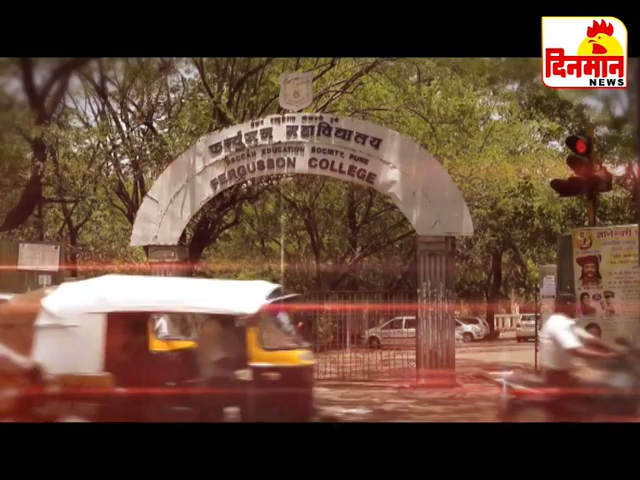 दिनमान
NEWS
फर्ग्युसन महाविद्यालय
DECCAN EDUCATION SOCIETY, PUNE
FERGUSSON COLLEGE